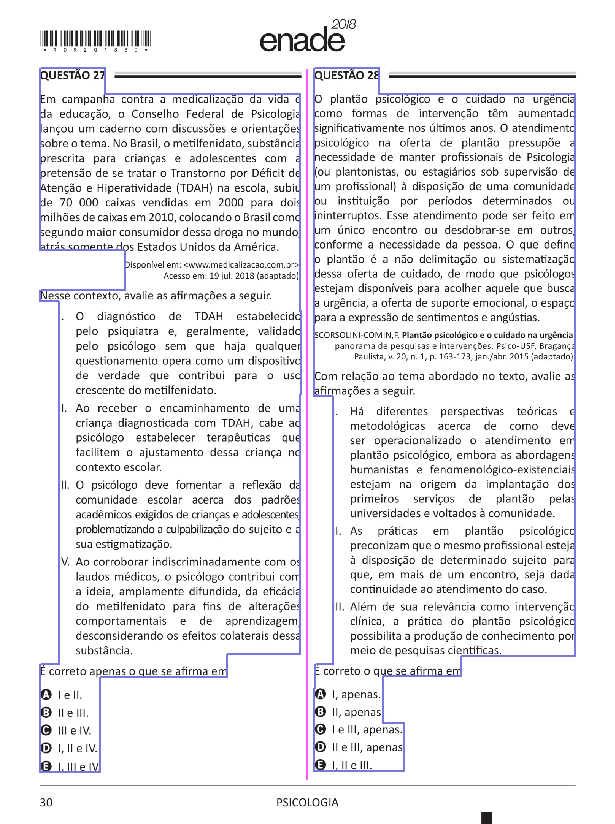 * R 0 9 2 0 1 8 3 0 *
enade 2018
QUESTÃO 27
Em campanha contra a medicalização da vida e
da educação, o Conselho Federal de Psicologia
lançou um caderno com discussões e orientações
sobre o tema. No Brasil, o metilfenidato, substância
prescrita para crianças e adolescentes com a
pretensão de se tratar o Transtorno por Déficit de
Atenção e Hiperatividade (TDAH) na escola, subiu
de 70 000 caixas vendidas em 2000 para dois
milhões de caixas em 2010, colocando o Brasil como
segundo maior consumidor dessa droga no mundo,
atrás somente dos Estados Unidos da América.
Disponível em: <www.medicalizacao.com.br>.
Acesso em: 19 jul. 2018 (adaptado).
Nesse contexto, avalie as afirmações a seguir.
I. O diagnóstico de TDAH estabelecido
pelo psiquiatra e, geralmente, validado
pelo psicólogo sem que haja qualquer
questionamento opera como um dispositivo
de verdade que contribui para o uso
crescente do metilfenidato.
II. Ao receber o encaminhamento de uma
criança diagnosticada com TDAH, cabe ao
psicólogo estabelecer terapêuticas que
facilitem o ajustamento dessa criança no
contexto escolar.
III. O psicólogo deve fomentar a reflexão da
comunidade escolar acerca dos padrões
acadêmicos exigidos de crianças e adolescentes,
problematizando a culpabilização do sujeito e a
sua estigmatização.
IV. Ao corroborar indiscriminadamente com os
laudos médicos, o psicólogo contribui com
a ideia, amplamente difundida, da eficácia
do metilfenidato para fins de alterações
comportamentais e de aprendizagem,
desconsiderando os efeitos colaterais dessa
substância.
É correto apenas o que se afirma em
A I e II.
B II e III.
C III e IV.
D I, II e IV.
E I, III e IV.
QUESTÃO 28
O plantão psicológico e o cuidado na urgência
como formas de intervenção têm aumentado
significativamente nos últimos anos. O atendimento
psicológico na oferta de plantão pressupõe a
necessidade de manter profissionais de Psicologia
(ou plantonistas, ou estagiários sob supervisão de
um profissional) à disposição de uma comunidade
ou instituição por períodos determinados ou
ininterruptos. Esse atendimento pode ser feito em
um único encontro ou desdobrar-se em outros,
conforme a necessidade da pessoa. O que define
o plantão é a não delimitação ou sistematização
dessa oferta de cuidado, de modo que psicólogos
estejam disponíveis para acolher aquele que busca
a urgência, a oferta de suporte emocional, o espaço
para a expressão de sentimentos e angústias.
SCORSOLINI-COMIN,F. Plantão psicológico e o cuidado na urgência:
panorama de pesquisas e intervenções. Psico-USF, Bragança
Paulista, v. 20, n. 1, p. 163-173, jan./abr. 2015 (adaptado).
Com relação ao tema abordado no texto, avalie as
afirmações a seguir.
I. Há diferentes perspectivas teóricas e
metodológicas acerca de como deve
ser operacionalizado o atendimento em
plantão psicológico, embora as abordagens
humanistas e fenomenológico-existenciais
estejam na origem da implantação dos
primeiros serviços de plantão pelas
universidades e voltados à comunidade.
II. As práticas em plantão psicológico
preconizam que o mesmo profissional esteja
à disposição de determinado sujeito para
que, em mais de um encontro, seja dada
continuidade ao atendimento do caso.
III. Além de sua relevância como intervenção
clínica, a prática do plantão psicológico
possibilita a produção de conhecimento por
meio de pesquisas científicas.
É correto o que se afirma em
A I, apenas.
B II, apenas.
C I e III, apenas.
D II e III, apenas.
E I, II e III.
30
PSICOLOGIA